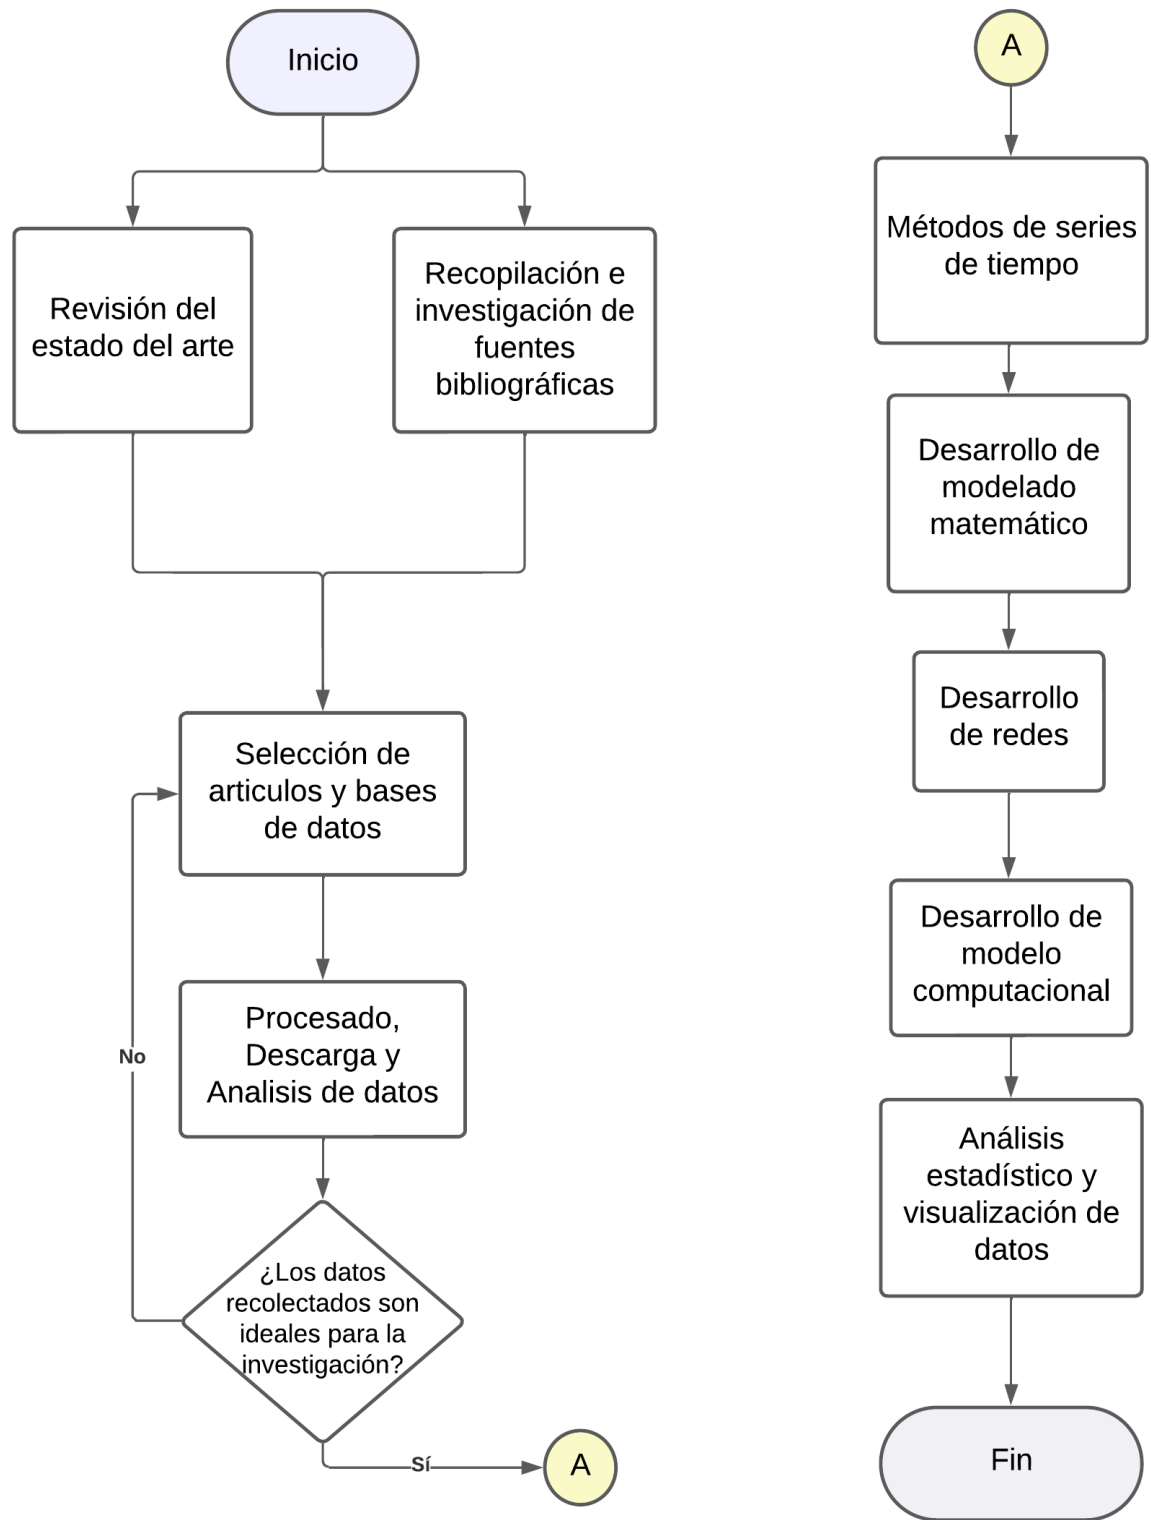 Inicio
Revisión del
estado del arte
Recopilación e
investigación de
fuentes
bibliográficas
Selección de
articulos y bases
de datos
Procesado,
Descarga y
Analisis de datos
No
¿Los datos
recolectados son
ideales para la
investigación?
Sí
A
A
Métodos de series
de tiempo
Desarrollo de
modelado
matemático
Desarrollo
de redes
Desarrollo de
modelo
computacional
Análisis
estadístico y
visualización de
datos
Fin